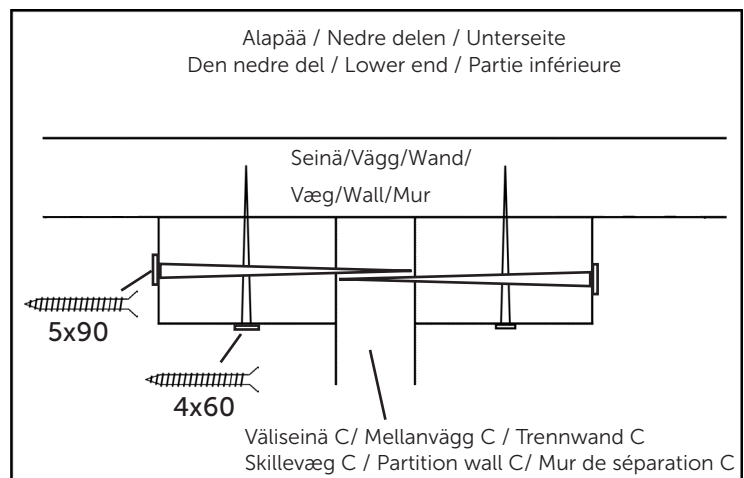 Alapää / Nedre delen / Unterseite
Den nedre del / Lower end / Partie inférieure
Seinä/Vägg/Wand/
Væg/Wall/Mur
5x90
4x60
Väliseinä C/ Mellanvägg C / Trennwand C
Skillevæg C / Partition wall C/ Mur de séparation C